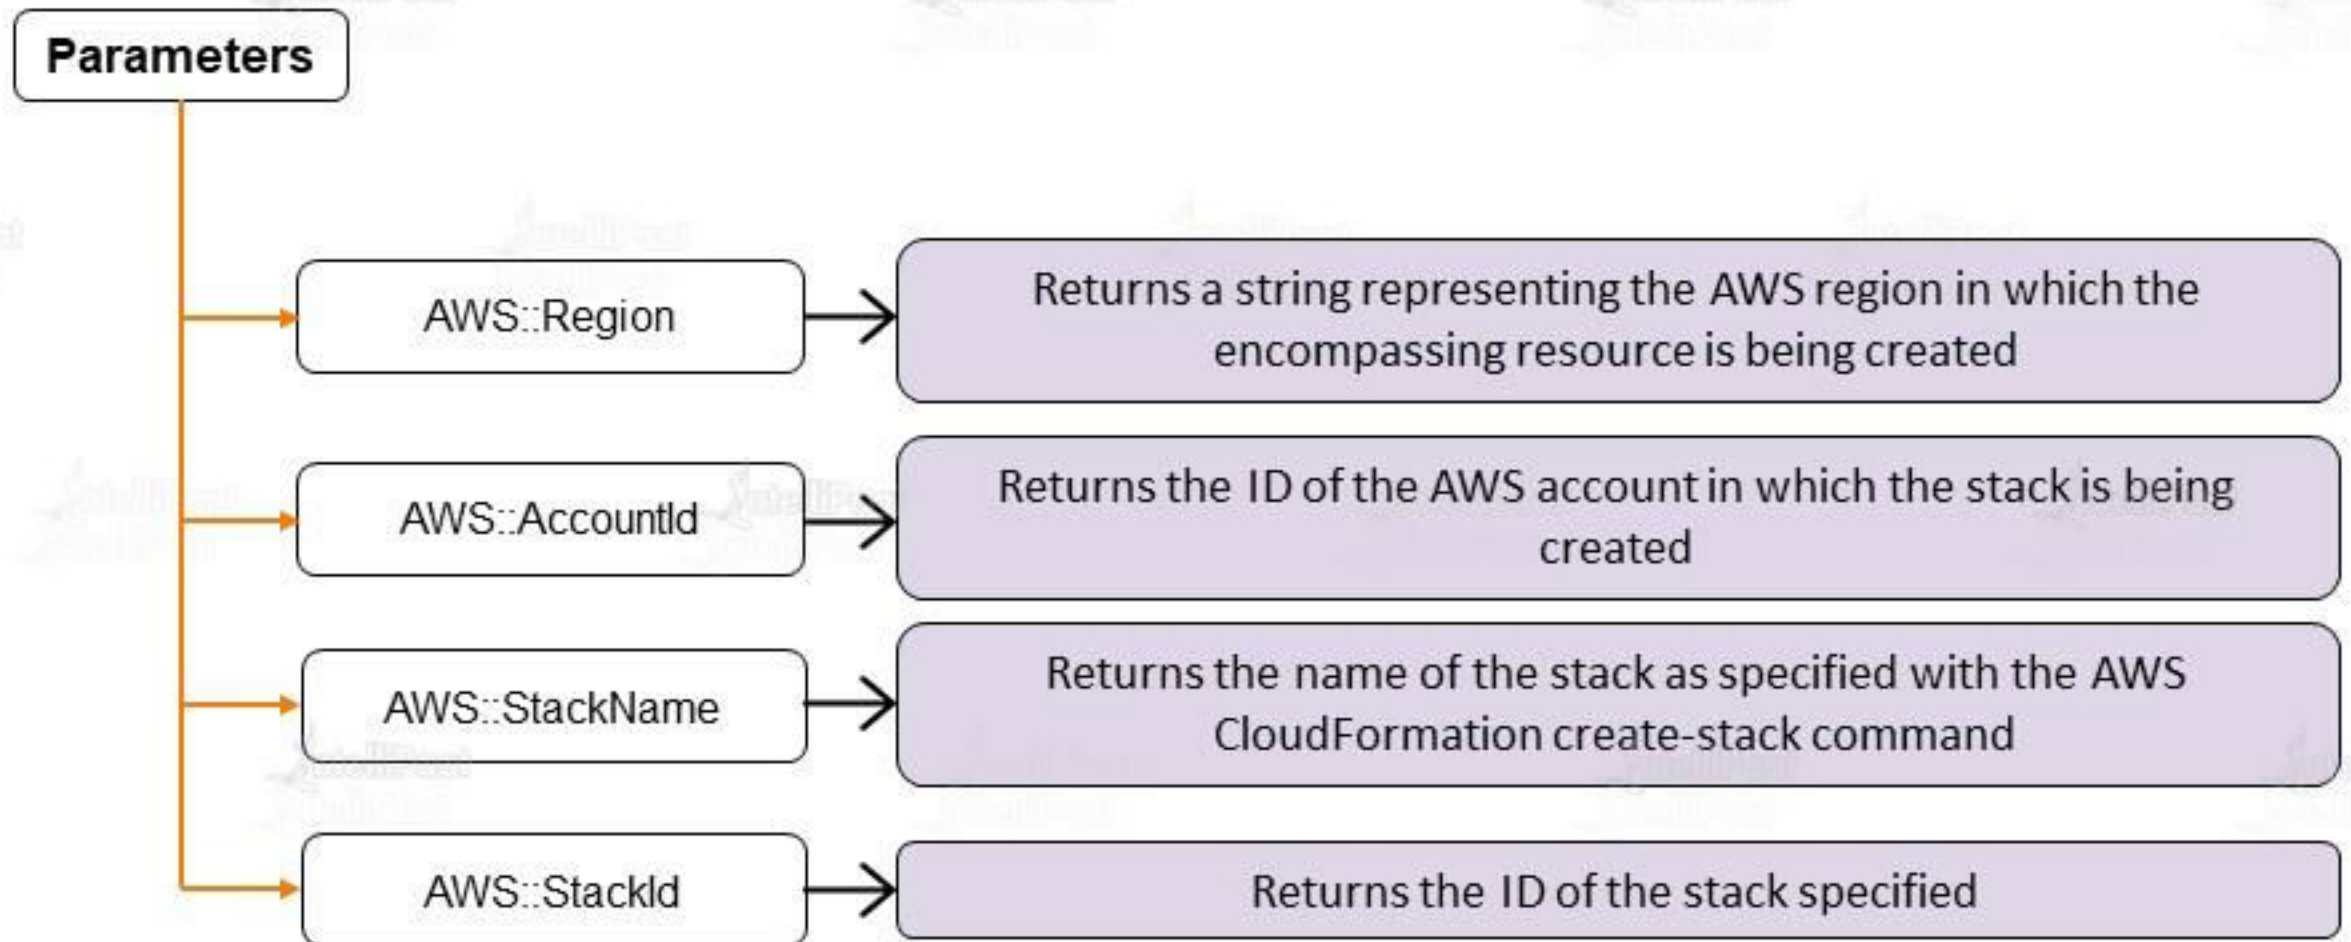 Parameters
AWS::Region
Returns a string representing the AWS region in which the
encompassing resource is being created
AWS::AccountId
Returns the ID of the AWS account in which the stack is being
created
AWS::StackName
Returns the name of the stack as specified with the AWS
CloudFormation create-stack command
AWS::StackId
Returns the ID of the stack specified